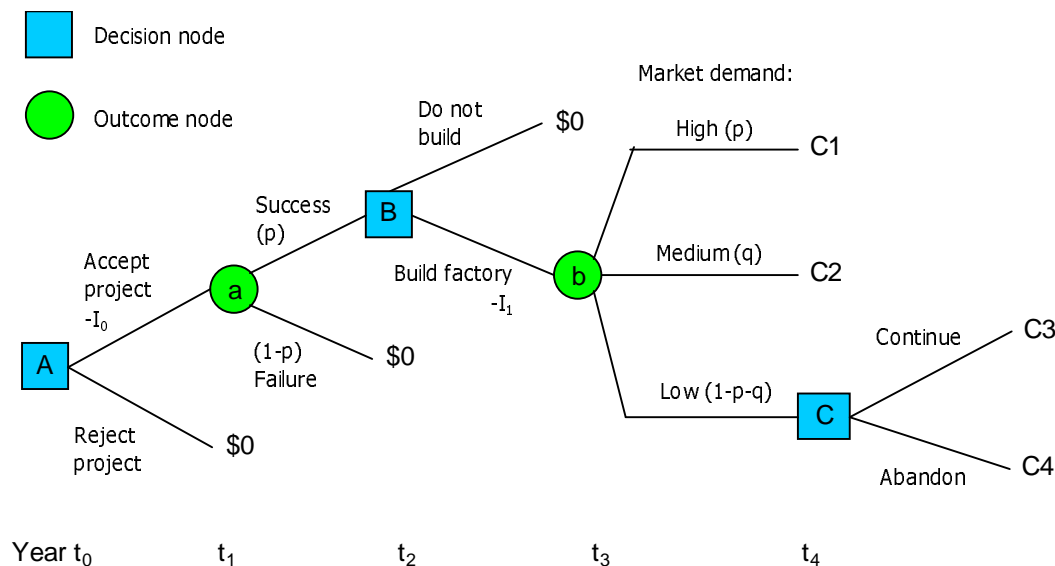 Decision node
Outcome node
Market demand:
Do not
build
$0
High (p)
C1
Success
(p)
B
Accept
project
-I₀
a
Build factory
-I₁
b
Medium (q)
C2
(1-p)
Failure
$0
A
Continue
C3
Low (1-p-q)
C
Reject
project
$0
Abandon
C4
Year t₀ t₁ t₂ t₃ t₄